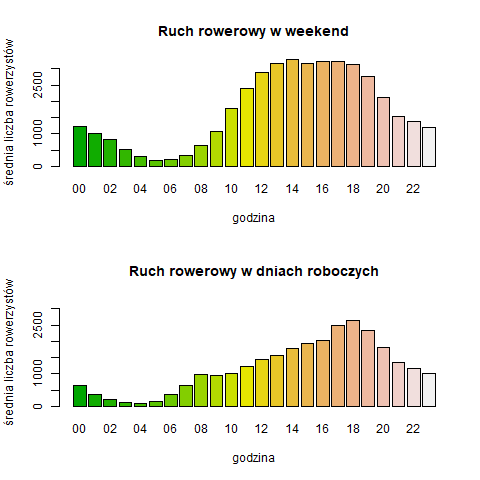 Ruch rowerowy w weekend
średnia liczba rowerzystów
2500
1000
0
00 02 04 06 08 10 12 14 16 18 20 22
godzina
Ruch rowerowy w dniach roboczych
średnia liczba rowerzystów
2500
1000
0
00 02 04 06 08 10 12 14 16 18 20 22
godzina